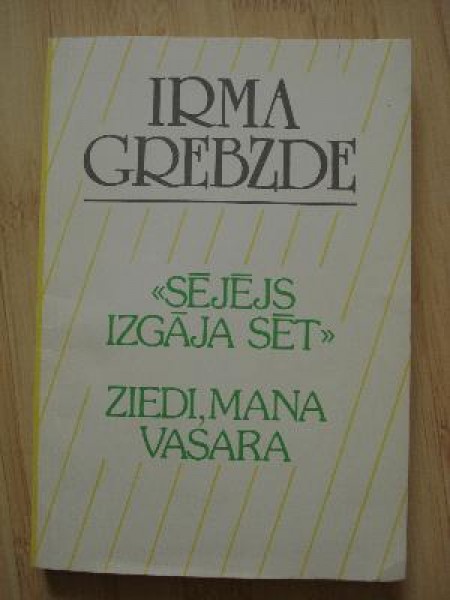 IRMA
GREBZDE
«SĒJĒJS
IZGĀJA SĒT»
ZIEDI, MANA
VASARA